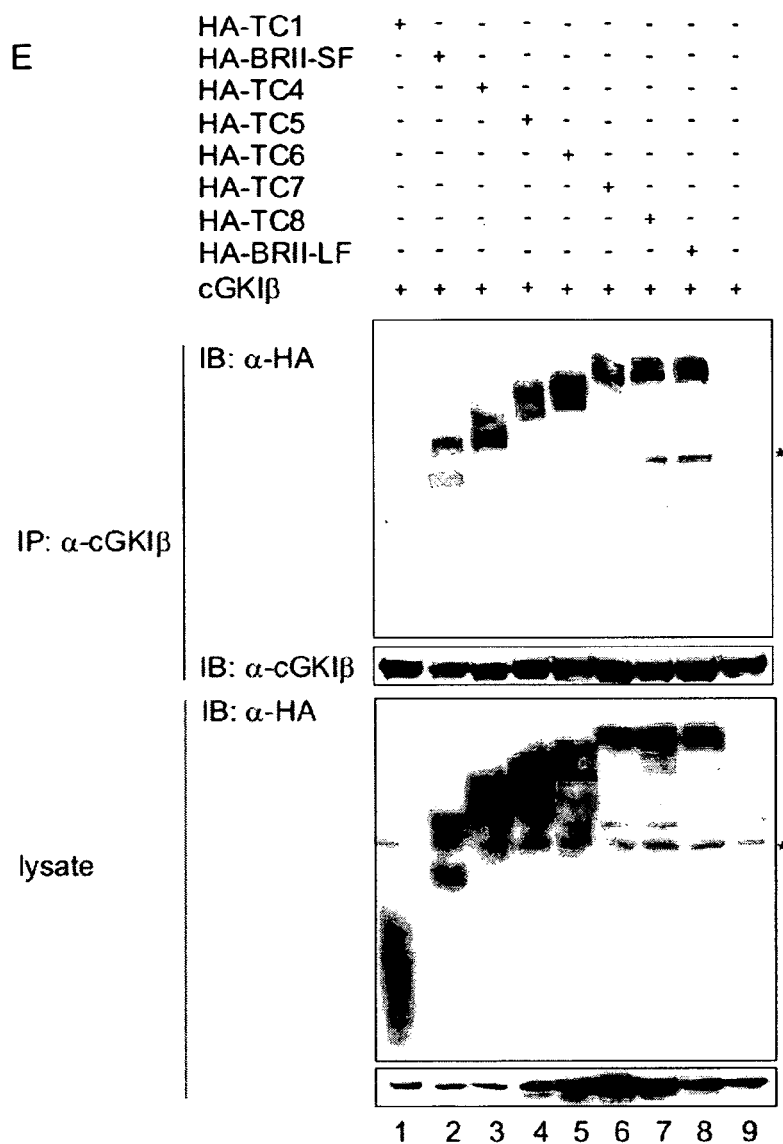 E
HA-TC1 + - - - - - - - -
HA-BRII-SF - + - - - - - - -
HA-TC4 - - + - - - - - -
HA-TC5 - - - + - - - - -
HA-TC6 - - - - + - - - -
HA-TC7 - - - - - + - - -
HA-TC8 - - - - - - + - -
HA-BRII-LF - - - - - - - + -
cGKIβ + + + + + + + + +
IB: α-HA
*
IP: α-cGKIβ
IB: α-cGKIβ
IB: α-HA
*
lysate
1 2 3 4 5 6 7 8 9